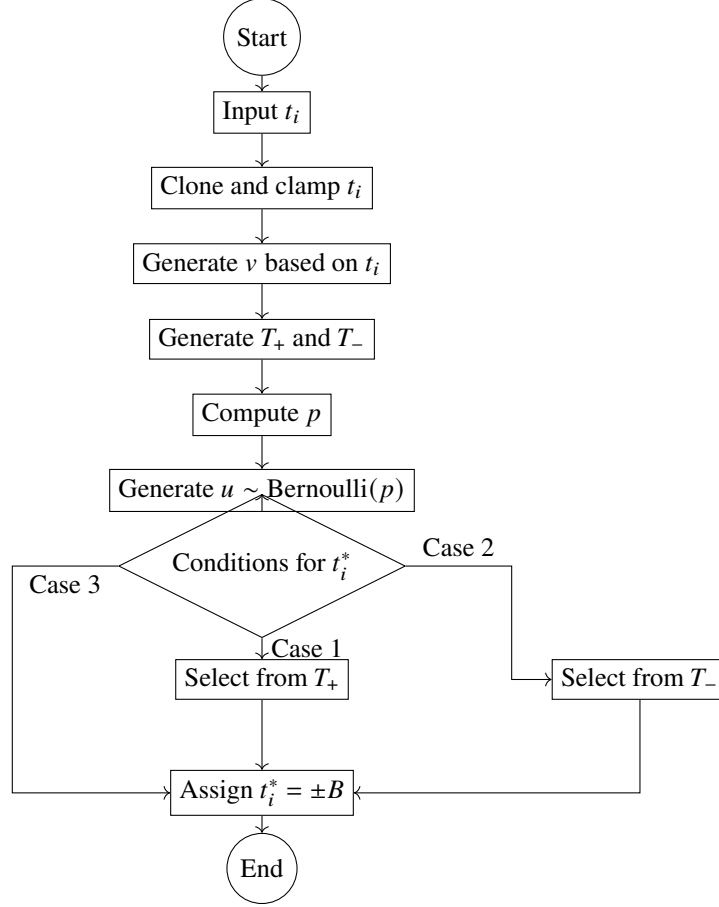 Start
Input t_i
Clone and clamp t_i
Generate v based on t_i
Generate T_+ and T_-
Compute p
Generate u ~ Bernoulli(p)
Conditions for t_i^*
Case 2
Case 3
Case 1
Select from T_+
Select from T_-
Assign t_i^* = ±B
End